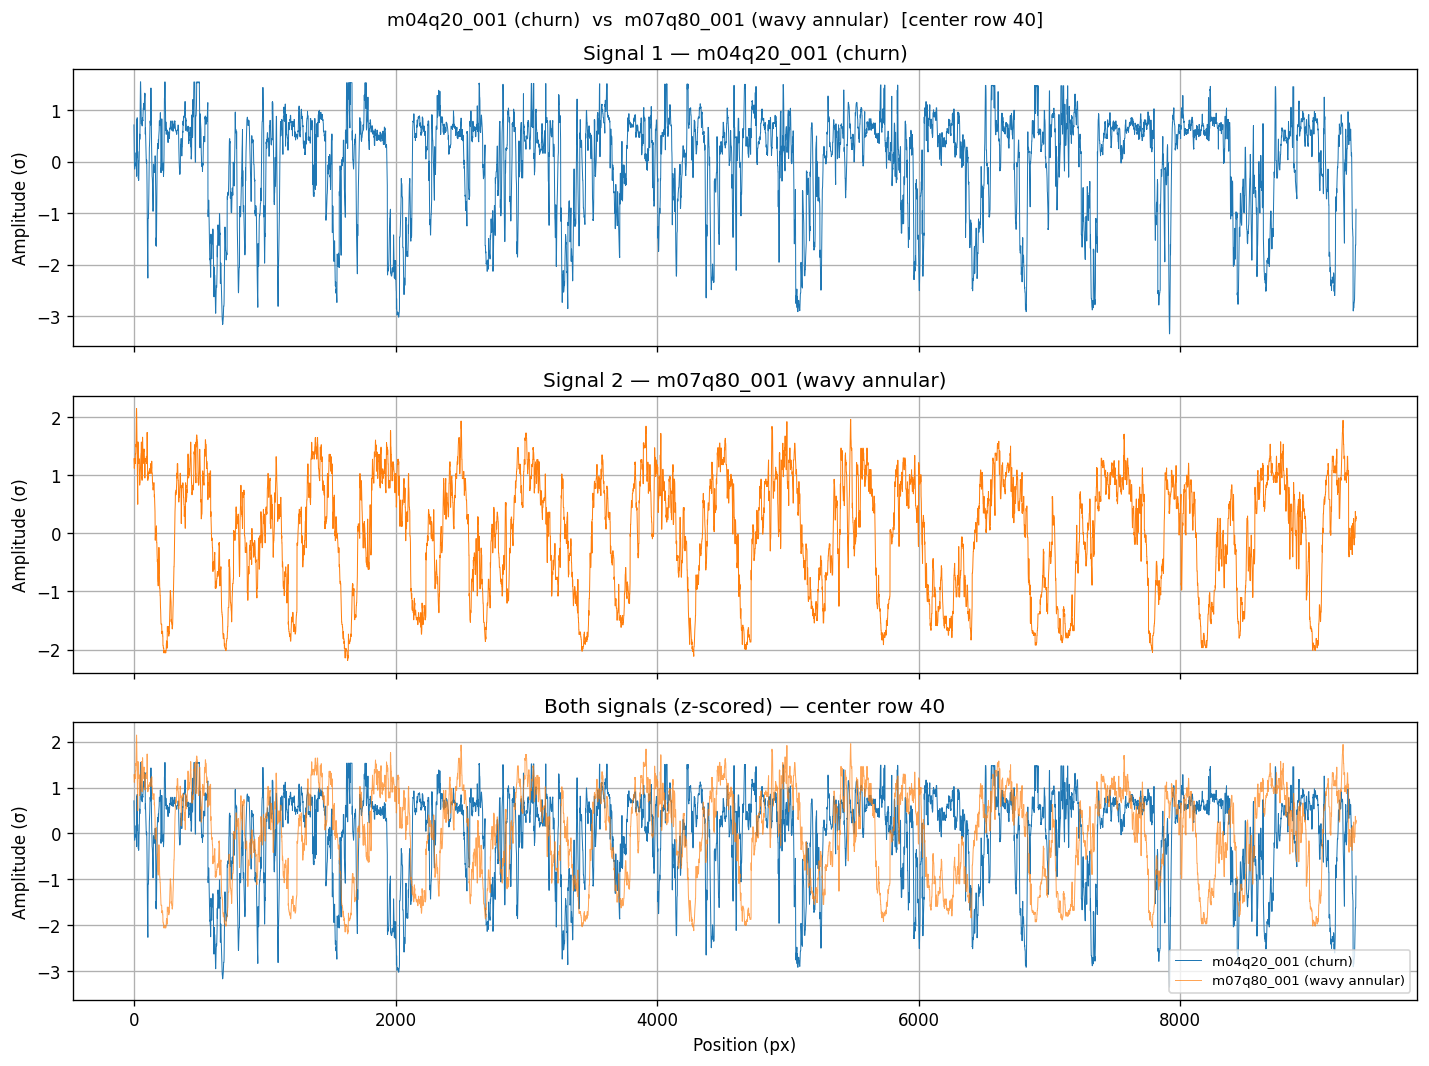 m04q20_001 (churn)  vs  m07q80_001 (wavy annular)  [center row 40]
Signal 1 — m04q20_001 (churn)
Amplitude (σ)
1
0
−1
−2
−3
Signal 2 — m07q80_001 (wavy annular)
Amplitude (σ)
2
1
0
−1
−2
Both signals (z-scored) — center row 40
Amplitude (σ)
2
1
0
−1
−2
−3
m04q20_001 (churn)
m07q80_001 (wavy annular)
0 2000 4000 6000 8000
Position (px)